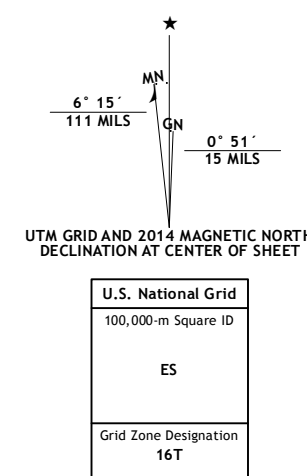 ★
MN
GN
6° 15´
111 MILS
0° 51´
15 MILS
UTM GRID AND 2014 MAGNETIC NORTH
DECLINATION AT CENTER OF SHEET
U.S. National Grid
100,000-m Square ID
ES
Grid Zone Designation
16T